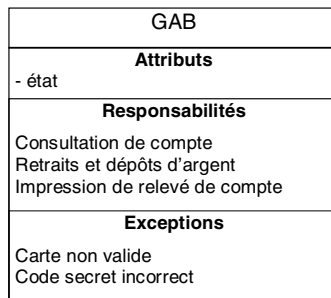 GAB
Attributs
- état
Responsabilités
Consultation de compte
Retraits et dépôts d'argent
Impression de relevé de compte
Exceptions
Carte non valide
Code secret incorrect